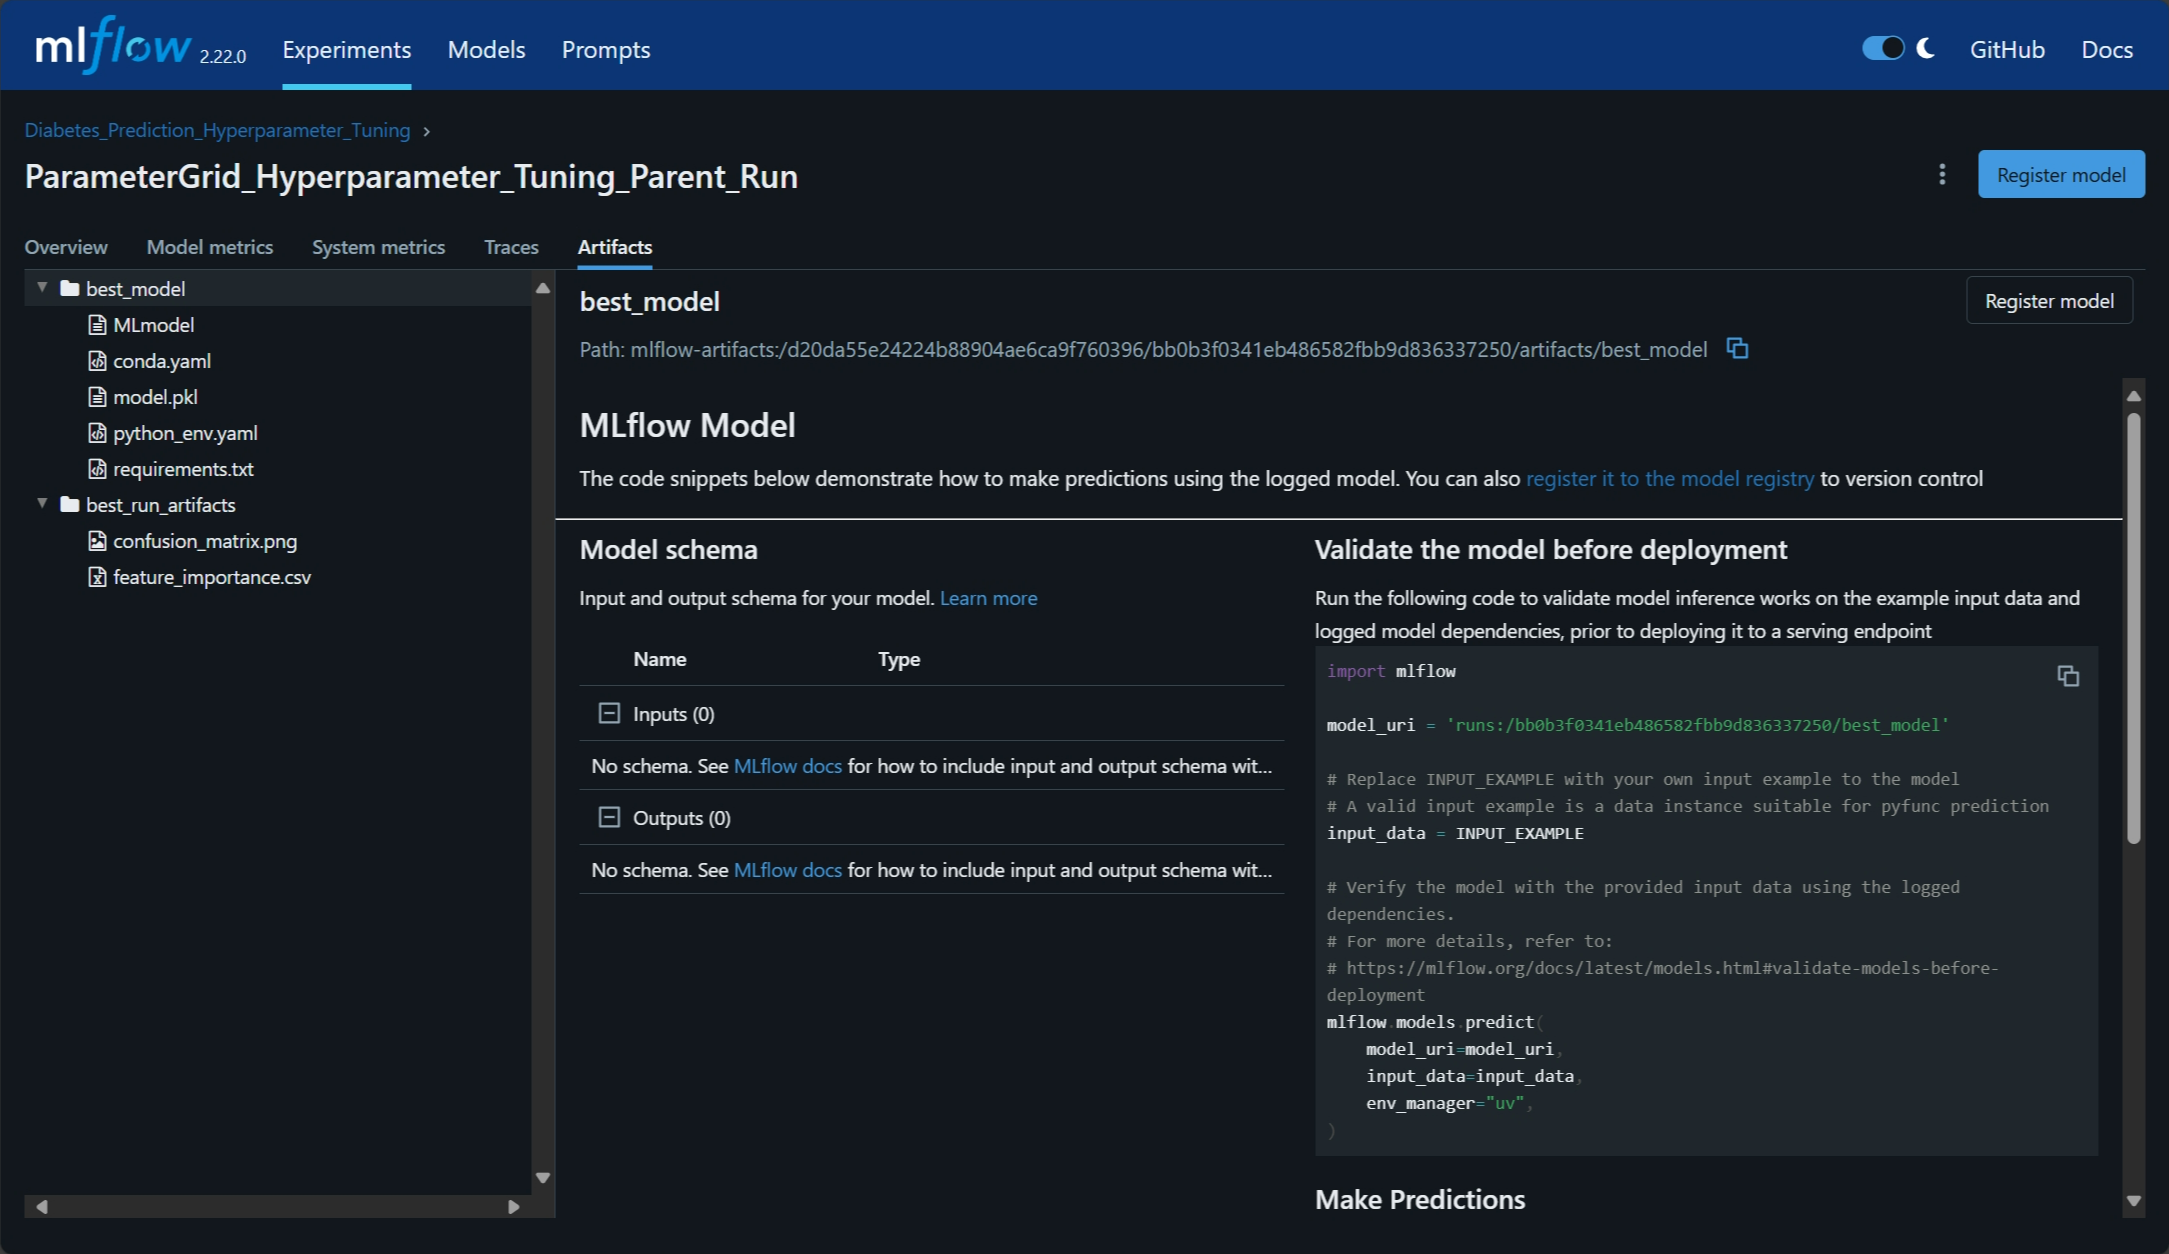 mlflow 2.22.0 Experiments Models Prompts GitHub Docs
Diabetes_Prediction_Hyperparameter_Tuning ›
ParameterGrid_Hyperparameter_Tuning_Parent_Run
Register model
Overview Model metrics System metrics Traces Artifacts
best_model
MLmodel
conda.yaml
model.pkl
python_env.yaml
requirements.txt
best_run_artifacts
confusion_matrix.png
feature_importance.csv
best_model
Register model
Path: mlflow-artifacts:/d20da55e24224b88904ae6ca9f760396/bb0b3f0341eb486582fbb9d836337250/artifacts/best_model
MLflow Model
The code snippets below demonstrate how to make predictions using the logged model. You can also register it to the model registry to version control
Model schema
Input and output schema for your model. Learn more
Name Type
Inputs (0)
No schema. See MLflow docs for how to include input and output schema wit...
Outputs (0)
No schema. See MLflow docs for how to include input and output schema wit...
Validate the model before deployment
Run the following code to validate model inference works on the example input data and
logged model dependencies, prior to deploying it to a serving endpoint
import mlflow
model_uri = 'runs:/bb0b3f0341eb486582fbb9d836337250/best_model'
# Replace INPUT_EXAMPLE with your own input example to the model
# A valid input example is a data instance suitable for pyfunc prediction
input_data = INPUT_EXAMPLE
# Verify the model with the provided input data using the logged
dependencies.
# For more details, refer to:
# https://mlflow.org/docs/latest/models.html#validate-models-before-
deployment
mlflow.models.predict(
model_uri=model_uri,
input_data=input_data,
env_manager="uv",
)
Make Predictions